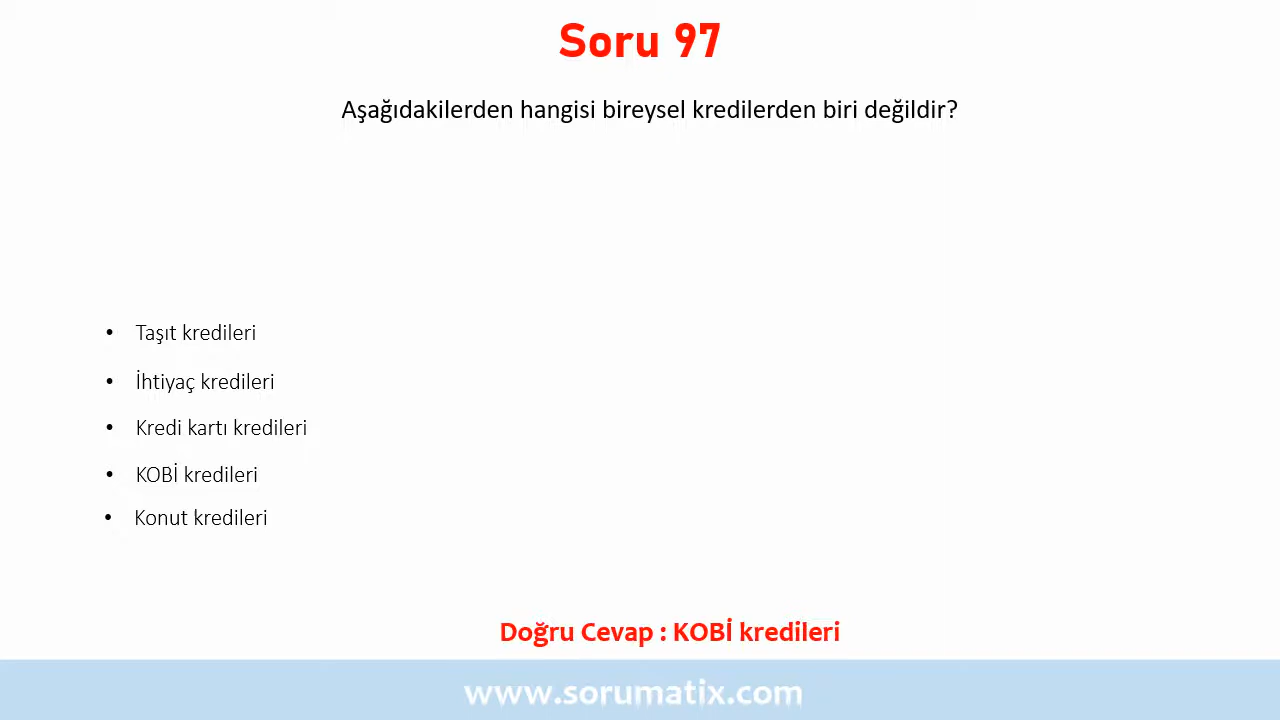 Soru 97
Aşağıdakilerden hangisi bireysel kredilerden biri değildir?
• Taşıt kredileri
• İhtiyaç kredileri
• Kredi kartı kredileri
• KOBİ kredileri
• Konut kredileri
Doğru Cevap : KOBİ kredileri
www.sorumatix.com